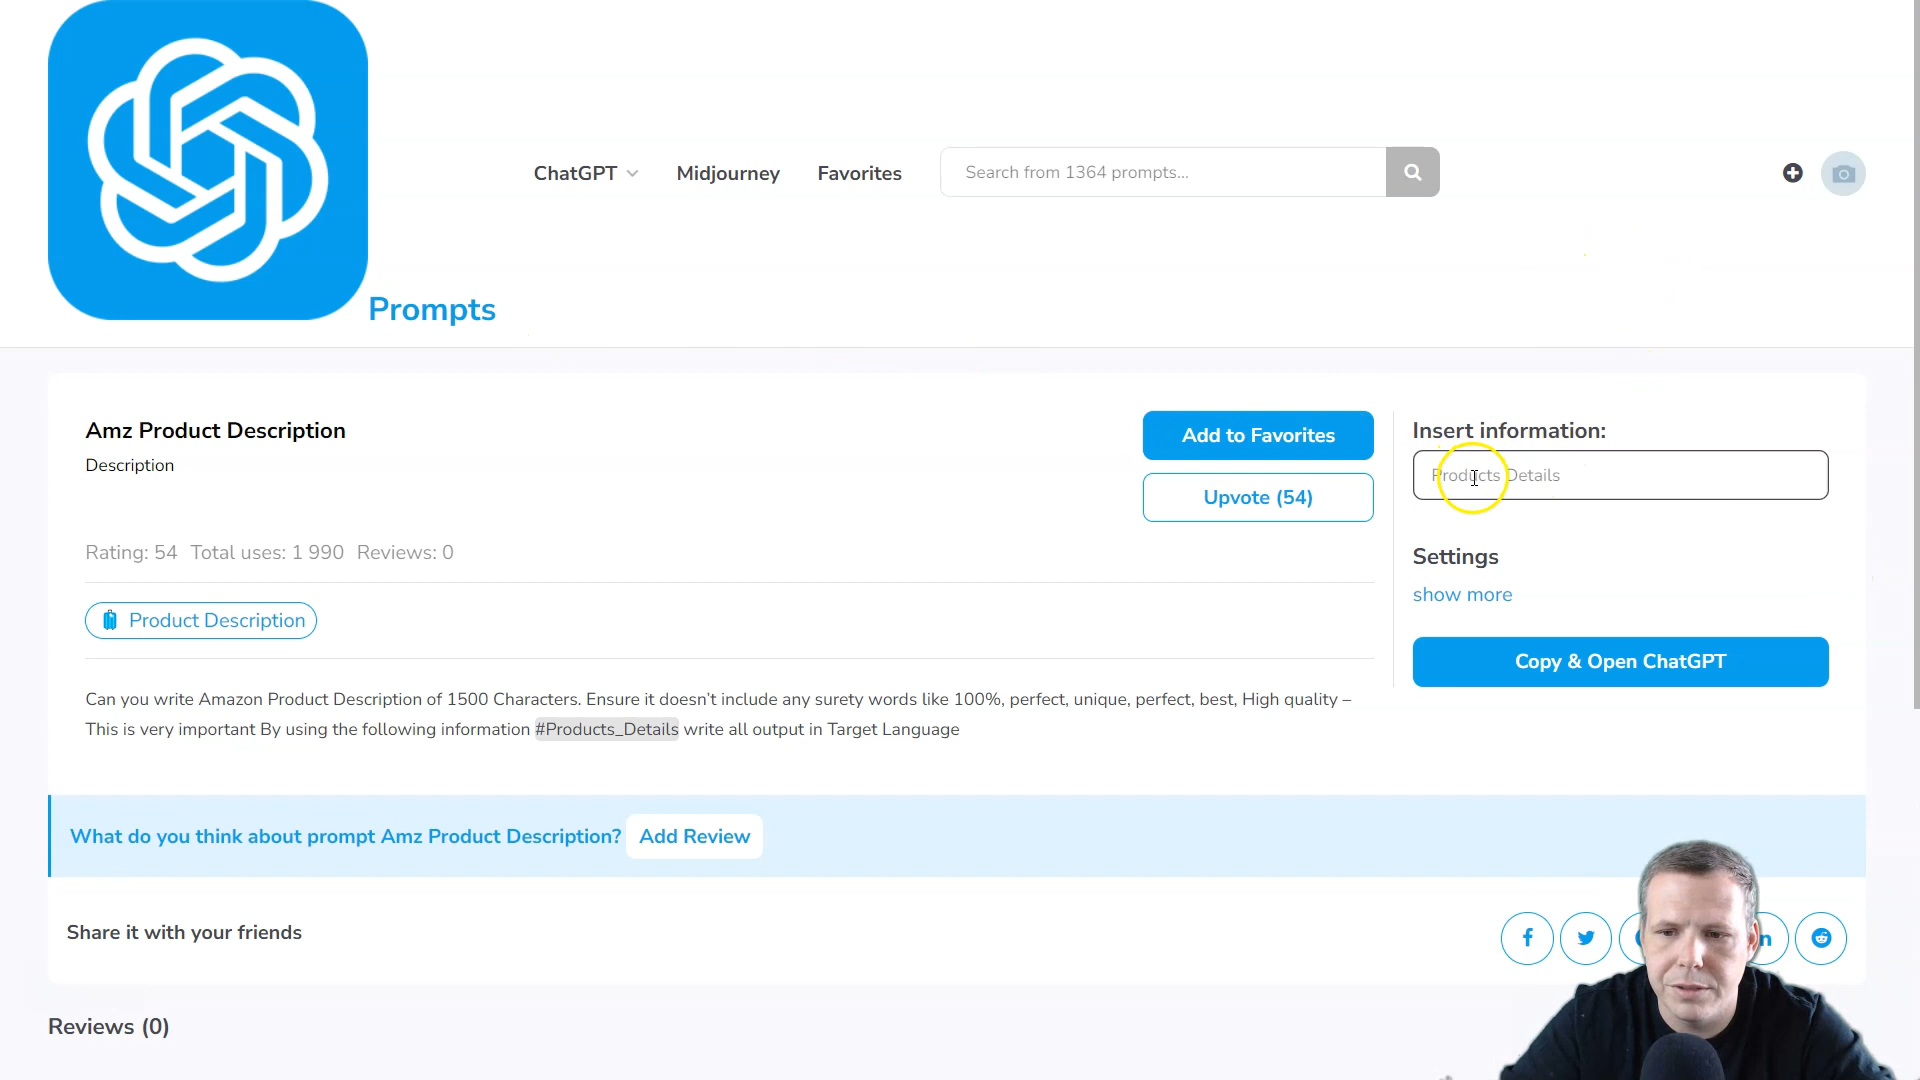 ChatGPT
Midjourney
Favorites
Search from 1364 prompts...
Prompts
Amz Product Description
Description
Add to Favorites
Upvote (54)
Rating: 54 Total uses: 1 990 Reviews: 0
Product Description
Can you write Amazon Product Description of 1500 Characters. Ensure it doesn't include any surety words like 100%, perfect, unique, perfect, best, High quality –
This is very important By using the following information #Products_Details write all output in Target Language
Insert information:
Products Details
Settings
show more
Copy & Open ChatGPT
What do you think about prompt Amz Product Description? Add Review
Share it with your friends
Reviews (0)